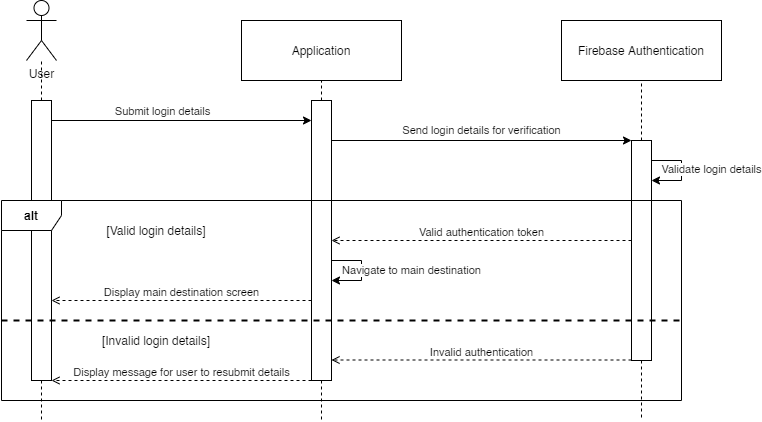 User
Application
Firebase Authentication
Submit login details
Send login details for verification
Validate login details
alt
[Valid login details]
Valid authentication token
Navigate to main destination
Display main destination screen
[Invalid login details]
Invalid authentication
Display message for user to resubmit details